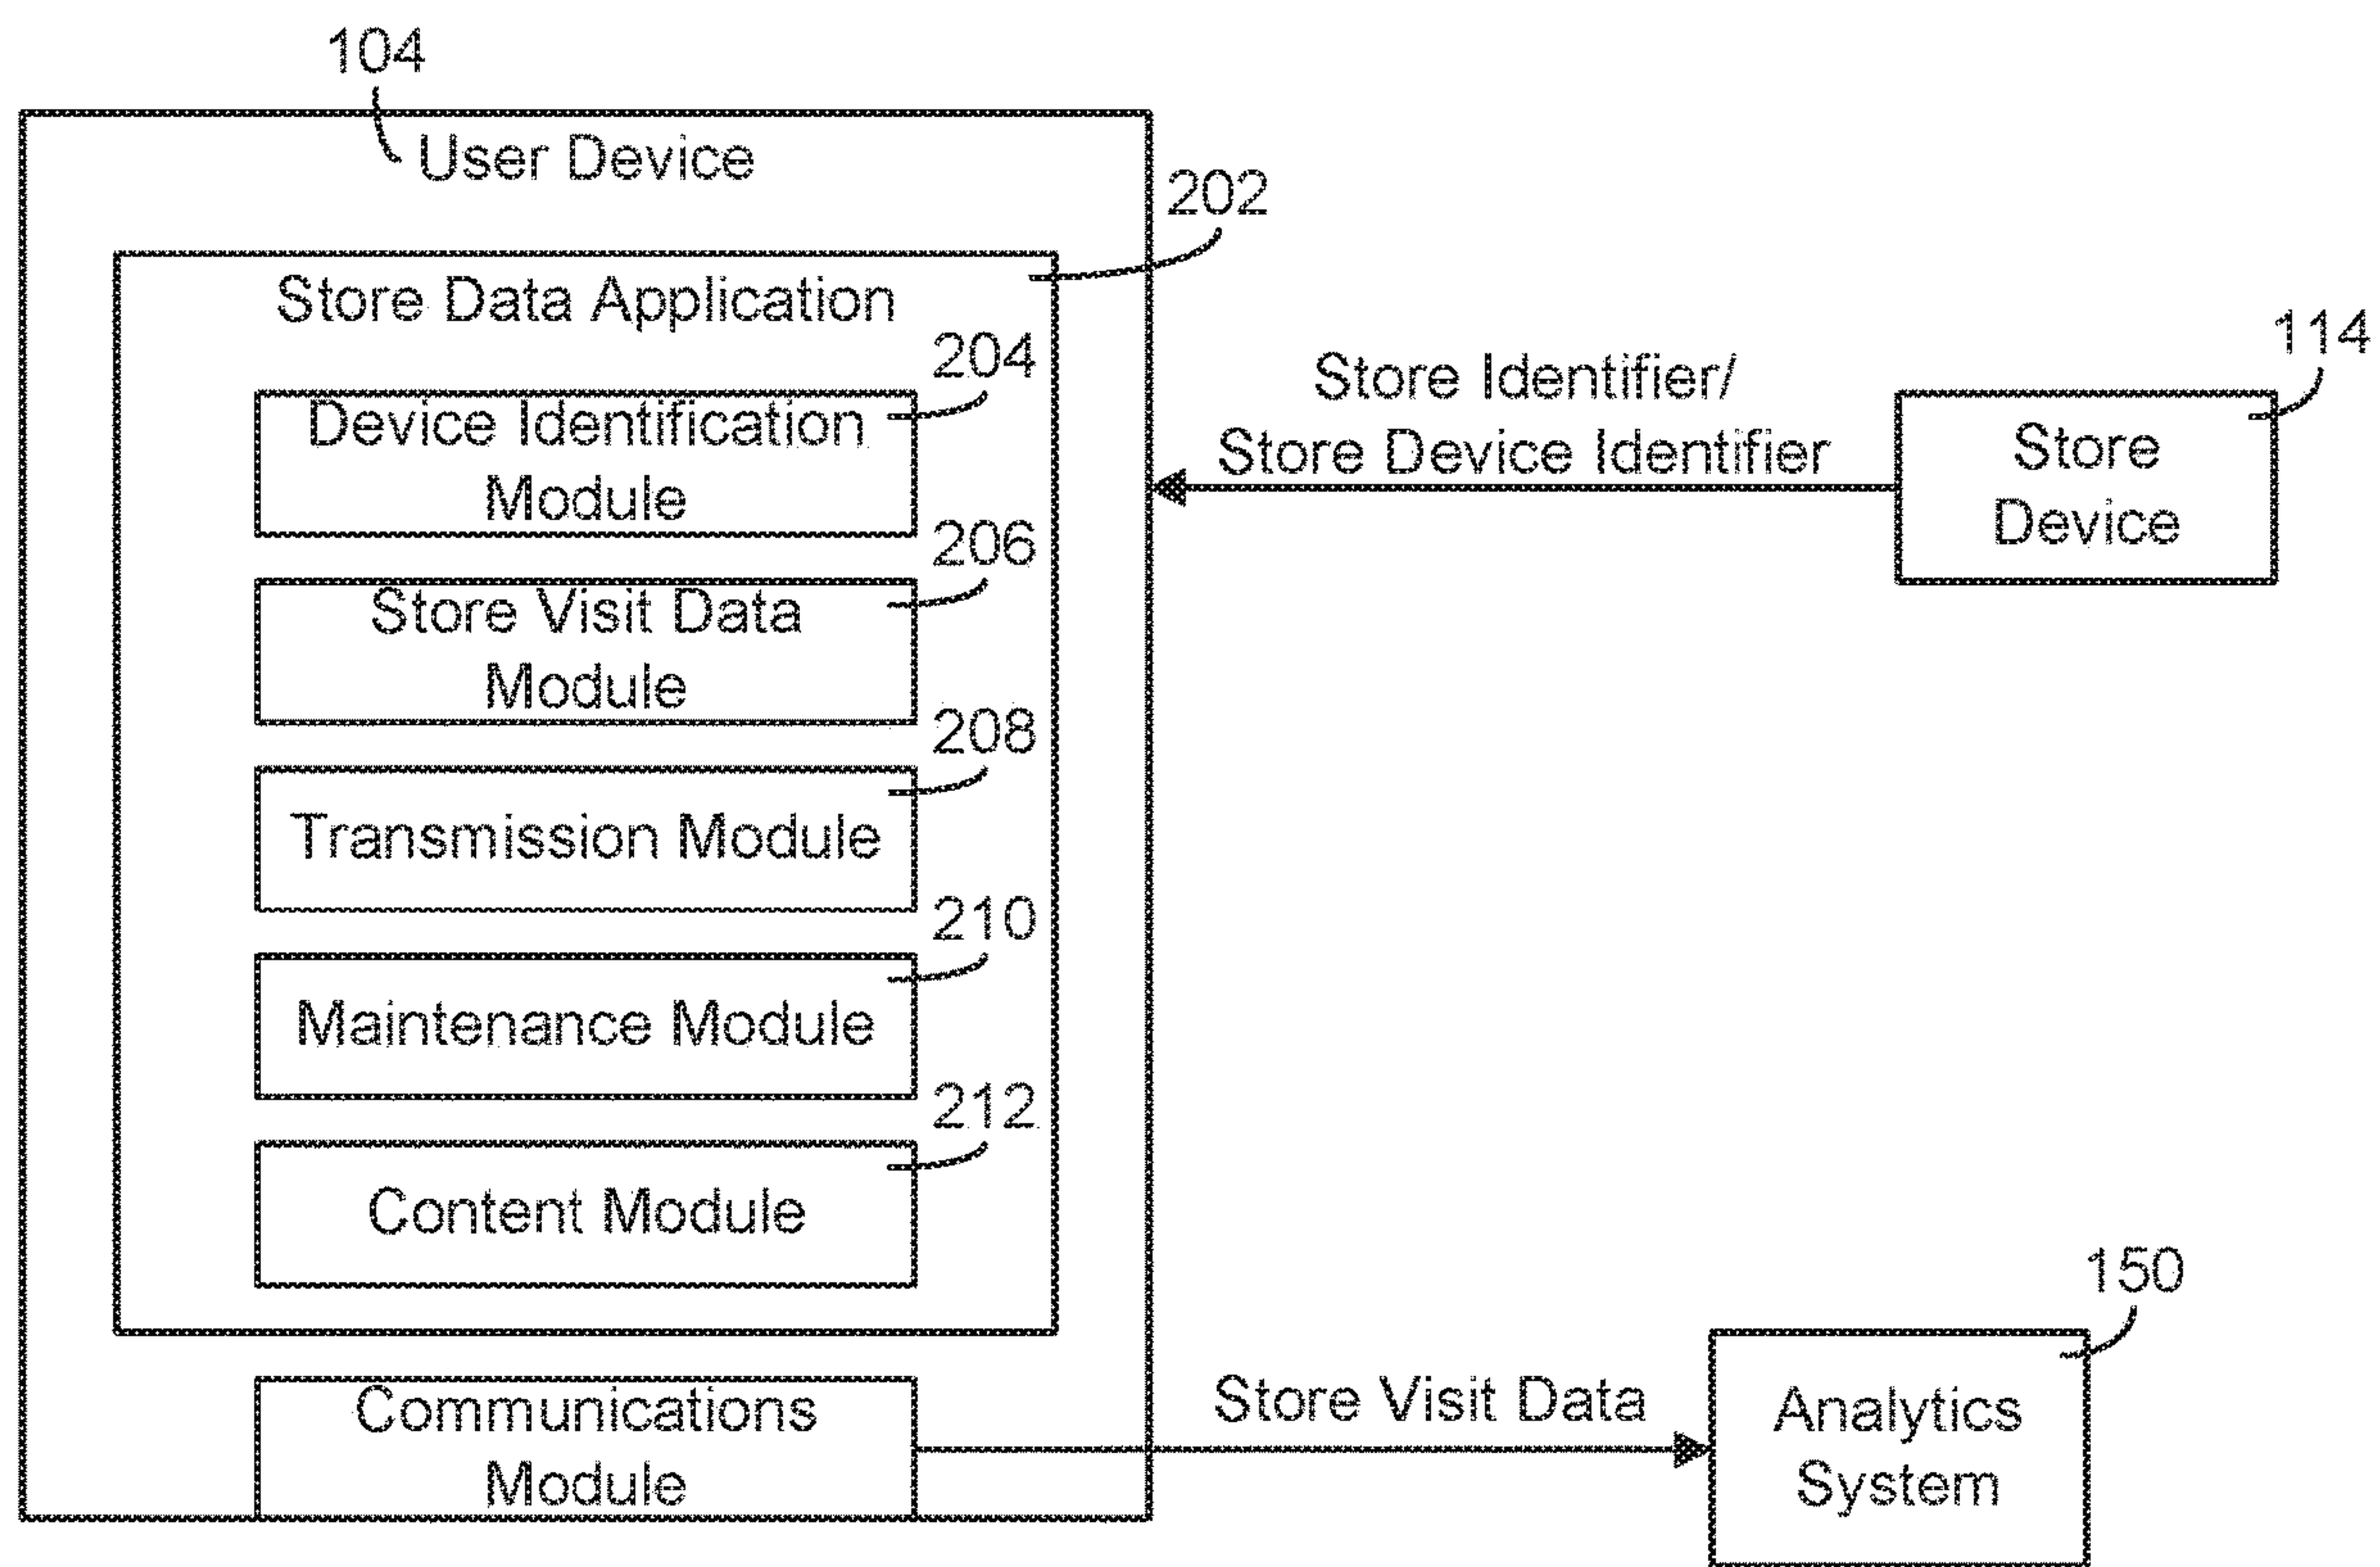 104
User Device
202
Store Data Application
204
Device Identification
Module
206
Store Visit Data
Module
208
Transmission Module
210
Maintenance Module
212
Content Module
Communications
Module
Store Identifier/
Store Device Identifier
114
Store
Device
Store Visit Data
150
Analytics
System